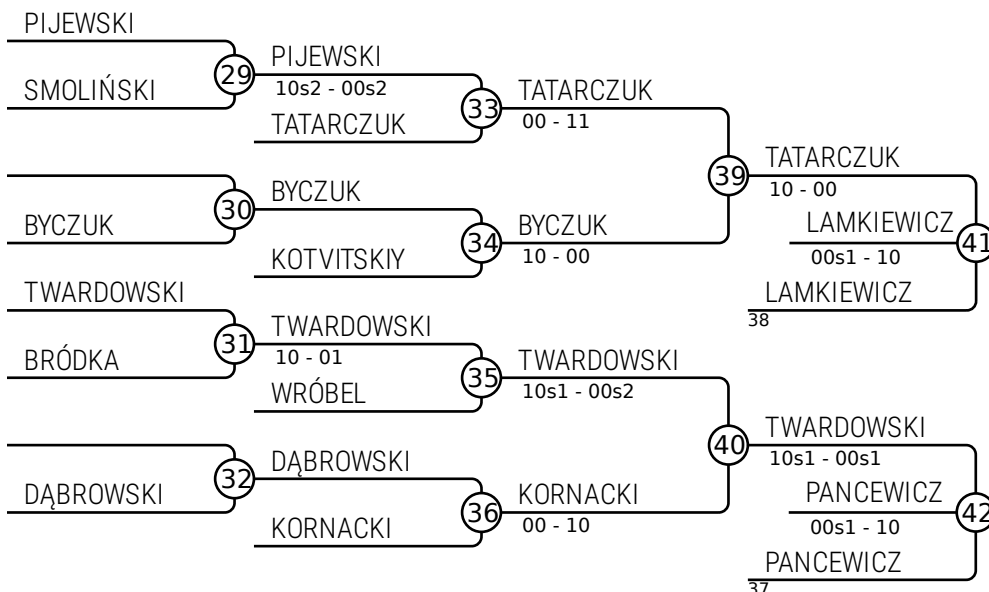 PIJEWSKI
SMOLIŃSKI
29
PIJEWSKI
10s2 - 00s2
TATARCZUK
33
TATARCZUK
00 - 11
BYCZUK
30
BYCZUK
KOTVITSKIY
34
BYCZUK
10 - 00
39
TATARCZUK
10 - 00
LAMKIEWICZ
00s1 - 10
41
LAMKIEWICZ
38
TWARDOWSKI
BRÓDKA
31
TWARDOWSKI
10 - 01
WRÓBEL
35
TWARDOWSKI
10s1 - 00s2
DĄBROWSKI
32
DĄBROWSKI
KORNACKI
36
KORNACKI
00 - 10
40
TWARDOWSKI
10s1 - 00s1
PANCEWICZ
00s1 - 10
42
PANCEWICZ
37